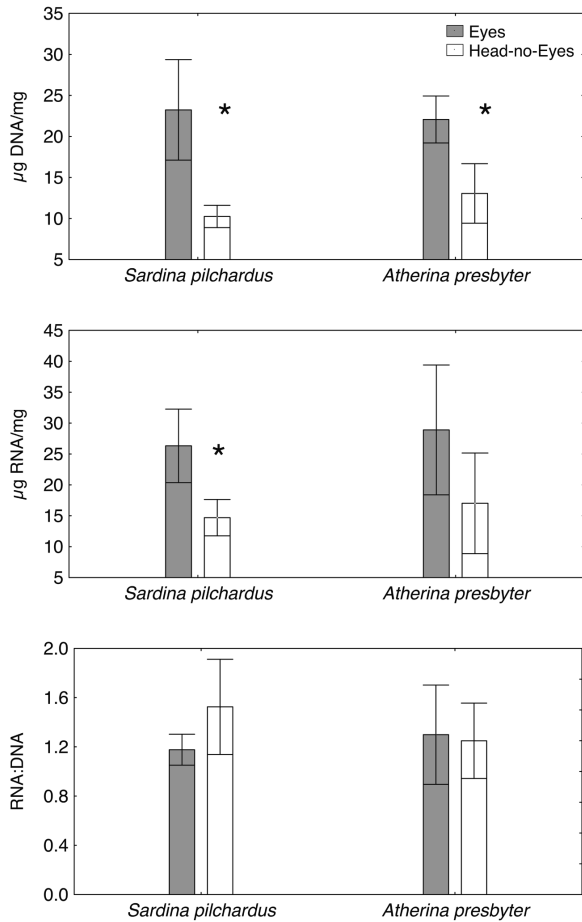 Eyes
Head-no-Eyes
µg DNA/mg
35
30
25
20
15
10
5
*
*
Sardina pilchardus
Atherina presbyter
µg RNA/mg
45
40
35
30
25
20
15
10
5
*
Sardina pilchardus
Atherina presbyter
RNA:DNA
2.0
1.6
1.2
0.8
0.4
0.0
Sardina pilchardus
Atherina presbyter